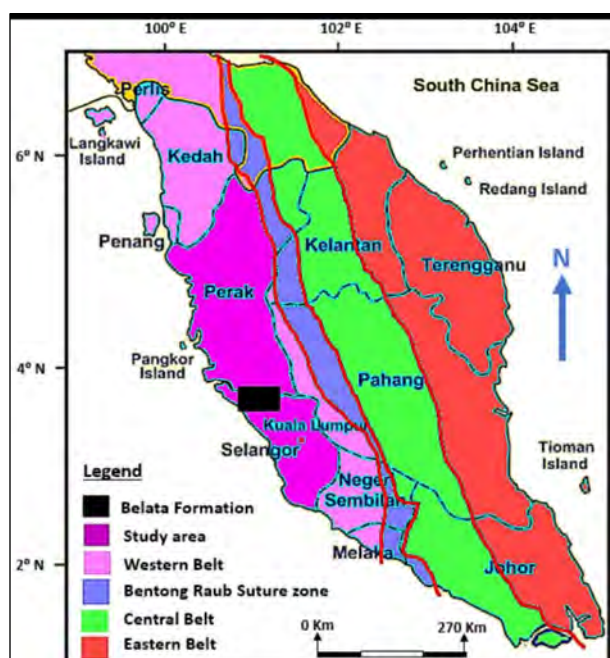 100° E
102° E
104° E
South China Sea
Perlis
Langkawi
Island
6° N
Kedah
Perhentian Island
Redang Island
Penang
Kelantan
Terengganu
N
Perak
4° N
Pangkor
Island
Pahang
Kuala Lumpu
Selangor
Tioman
Island
Legend
Neger
Sembilan
Belata Formation
Study area
Western Belt
Melaka
2° N
Johor
Bentong Raub Suture zone
Central Belt
Eastern Belt
0 Km
270 Km